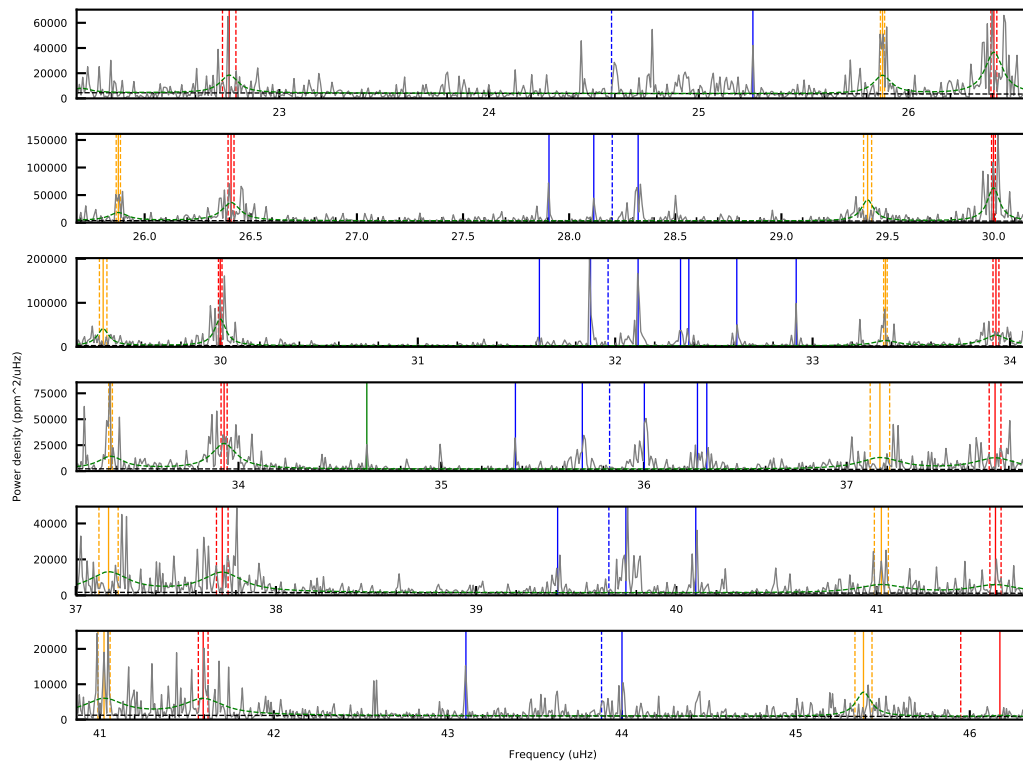 60000
40000
20000
0
23 24 25 26
150000
100000
50000
0
26.0 26.5 27.0 27.5 28.0 28.5 29.0 29.5 30.0
200000
100000
0
30 31 32 33 34
Power density (ppm^2/uHz)
75000
50000
25000
0
34 35 36 37
40000
20000
0
37 38 39 40 41
20000
10000
0
41 42 43 44 45 46
Frequency (uHz)